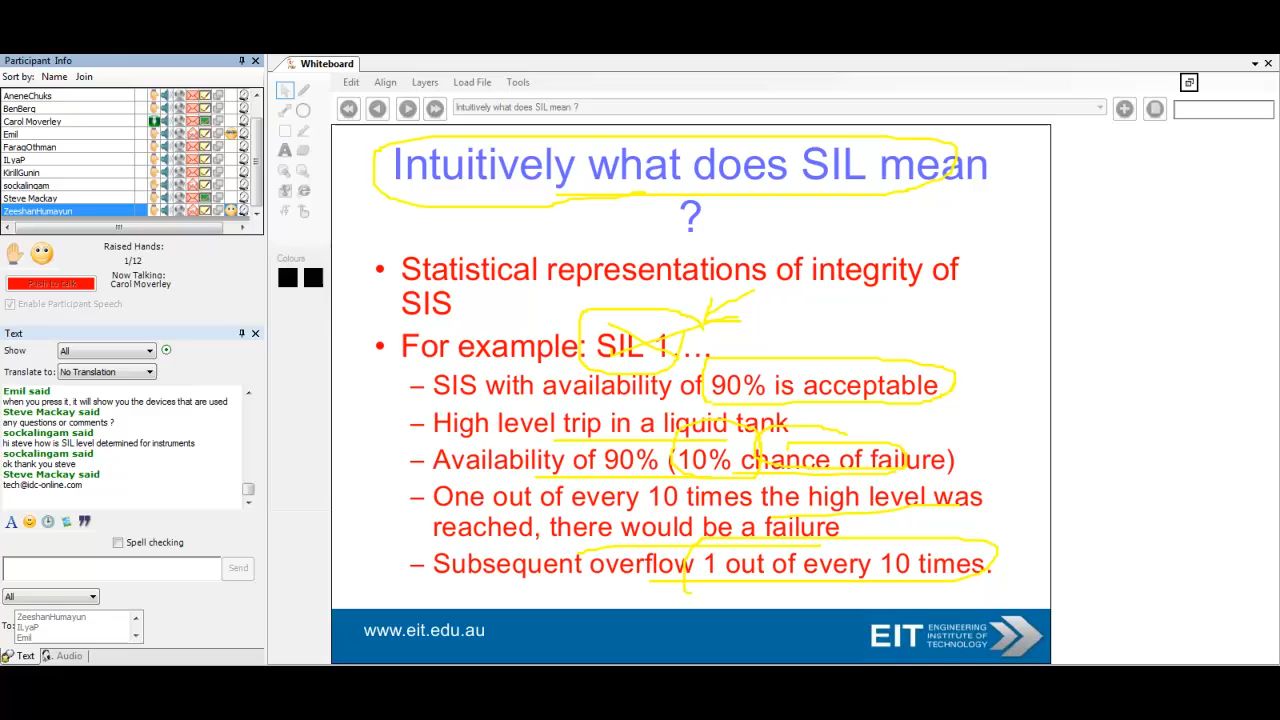 Participant Info
Sort by: Name Join
AneneChuks
BenBerg
Carol Moverley
Emil
FaragOthman
ILyaP
KirillGunin
sockalingam
Steve Mackay
ZeeshanHumayun
Raised Hands:
1/12
Now Talking:
Carol Moverley
Push to talk
Enable Participant Speech
Text
Show All
Translate to: No Translation
Emil said
when you press it, it will show you the devices that are used
Steve Mackay said
any questions or comments ?
sockalingam said
hi steve how is SIL level determined for instruments
sockalingam said
ok thank you steve
Steve Mackay said
tech@idc-online.com
Spell checking
Send
All
To: ZeeshanHumayun
ILyaP
Emil
Text Audio
Whiteboard
Edit Align Layers Load File Tools
Intuitively what does SIL mean ?
Colours
Intuitively what does SIL mean
?
• Statistical representations of integrity of
SIS
• For example: SIL 1….
– SIS with availability of 90% is acceptable
– High level trip in a liquid tank
– Availability of 90% (10% chance of failure)
– One out of every 10 times the high level was
reached, there would be a failure
– Subsequent overflow 1 out of every 10 times.
www.eit.edu.au
EIT ENGINEERING
INSTITUTE OF
TECHNOLOGY